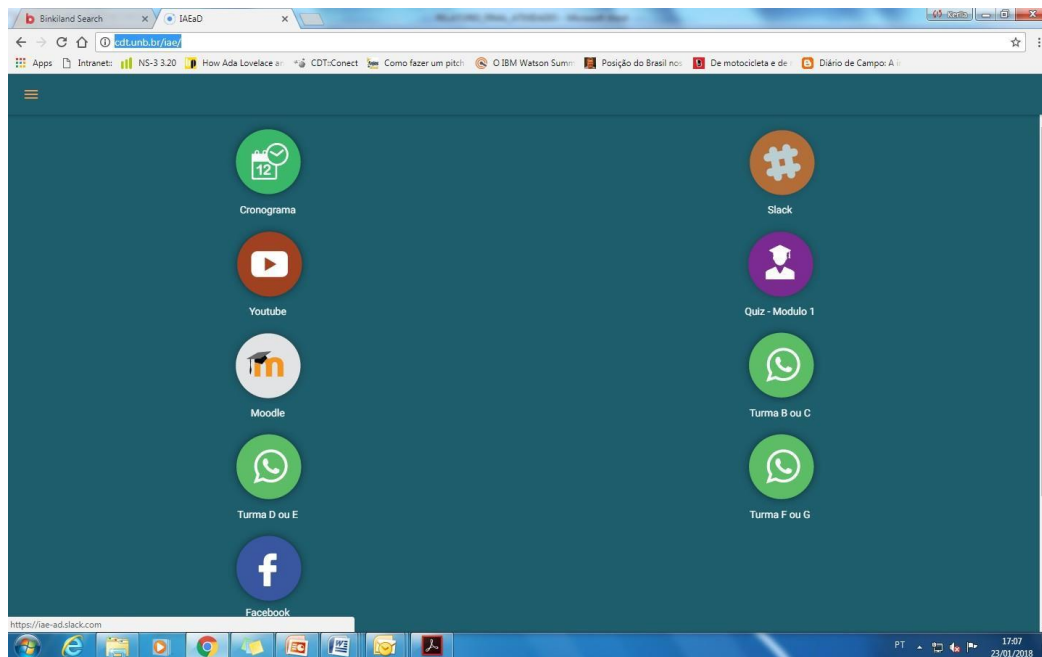 Binkiland Search
IAEaD
cdt.unb.br/iae/
Apps
Intranet::
NS-3 3.20
How Ada Lovelace a
CDT::Conect
Como fazer um pitch
O IBM Watson Summ
Posição do Brasil nos
De motocicleta e de
Diário de Campo: A
12
Cronograma
Slack
Youtube
Quiz - Modulo 1
m
Moodle
Turma B ou C
Turma D ou E
Turma F ou G
f
Facebook
https://iae-ad.slack.com
PT
17:07
23/01/2018